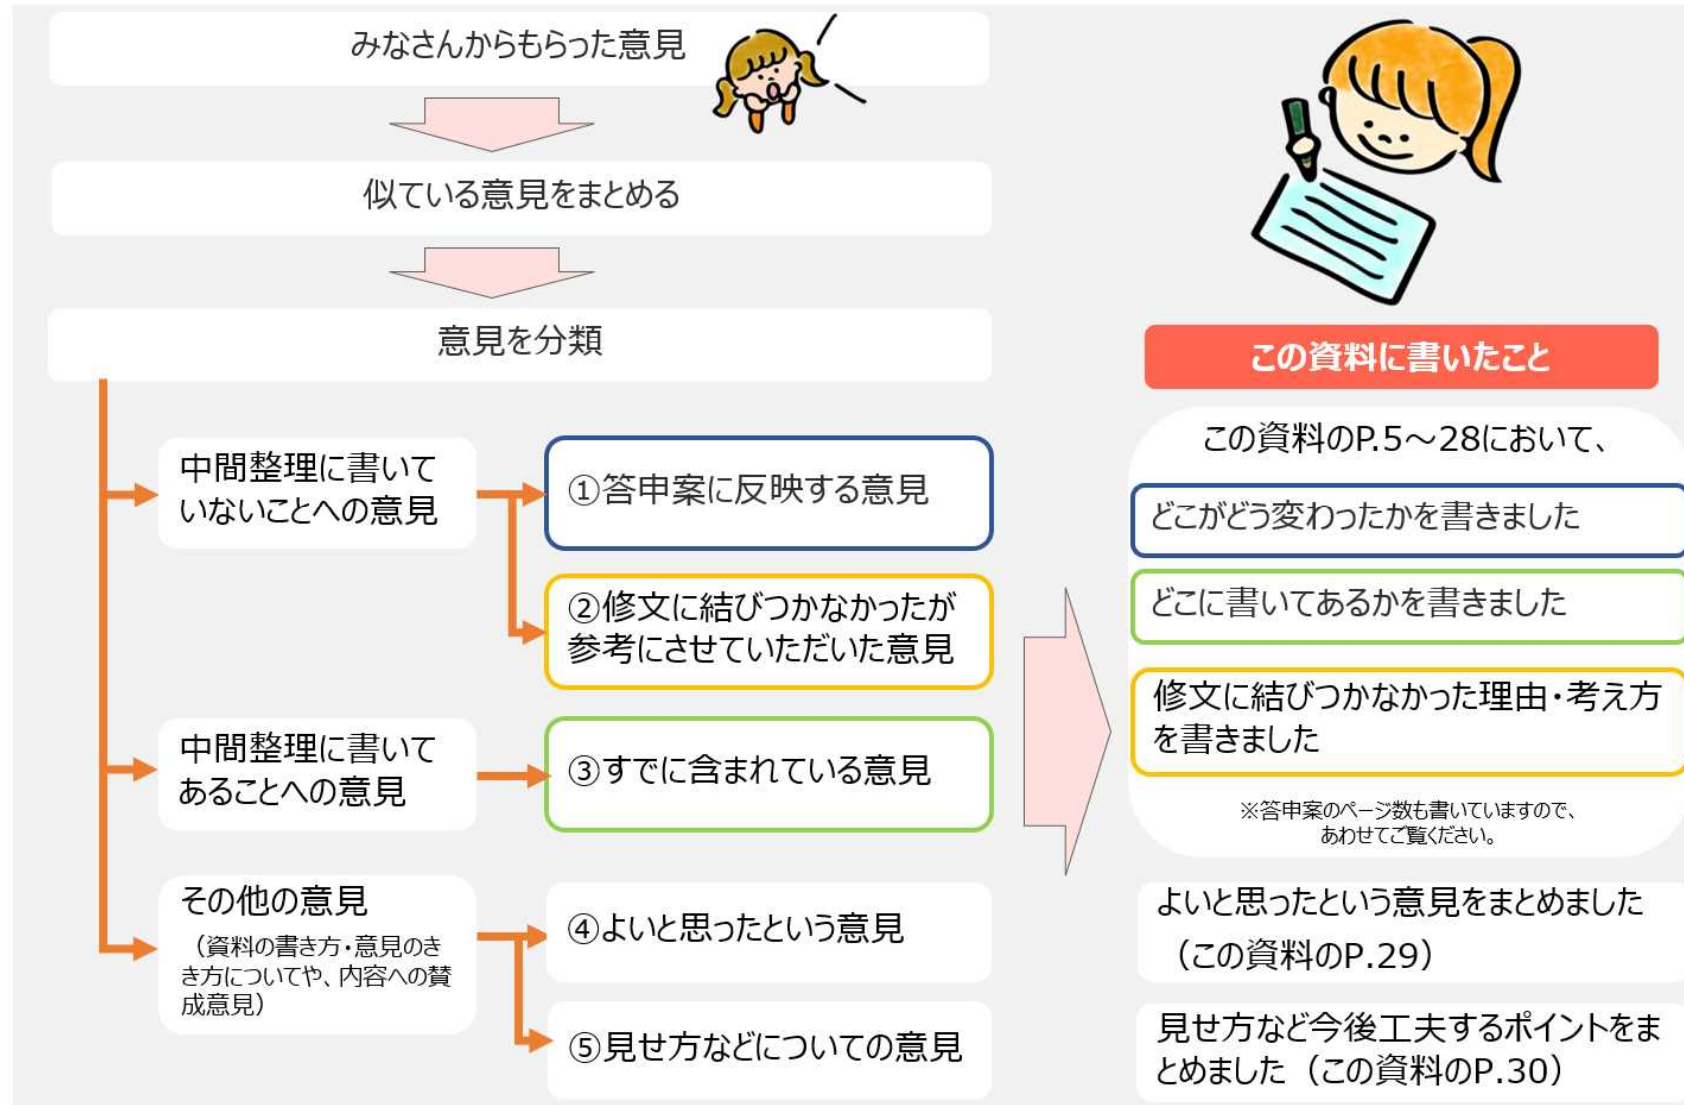 みなさんからもらった意見
似ている意見をまとめる
意見を分類
中間整理に書いて
いないことへの意見
①答申案に反映する意見
②修文に結びつかなかったが
参考にさせていただいた意見
中間整理に書いて
あることへの意見
③すでに含まれている意見
その他の意見
（資料の書き方・意見のき
き方についてや、内容への賛
成意見）
④よいと思ったという意見
⑤見せ方などについての意見
この資料に書いたこと
この資料のP.5～28において、
どこがどう変わったかを書きました
どこに書いてあるかを書きました
修文に結びつかなかった理由・考え方
を書きました
※答申案のページ数も書いていますので、
あわせてご覧ください。
よいと思ったという意見をまとめました
（この資料のP.29）
見せ方など今後工夫するポイントをま
とめました（この資料のP.30）